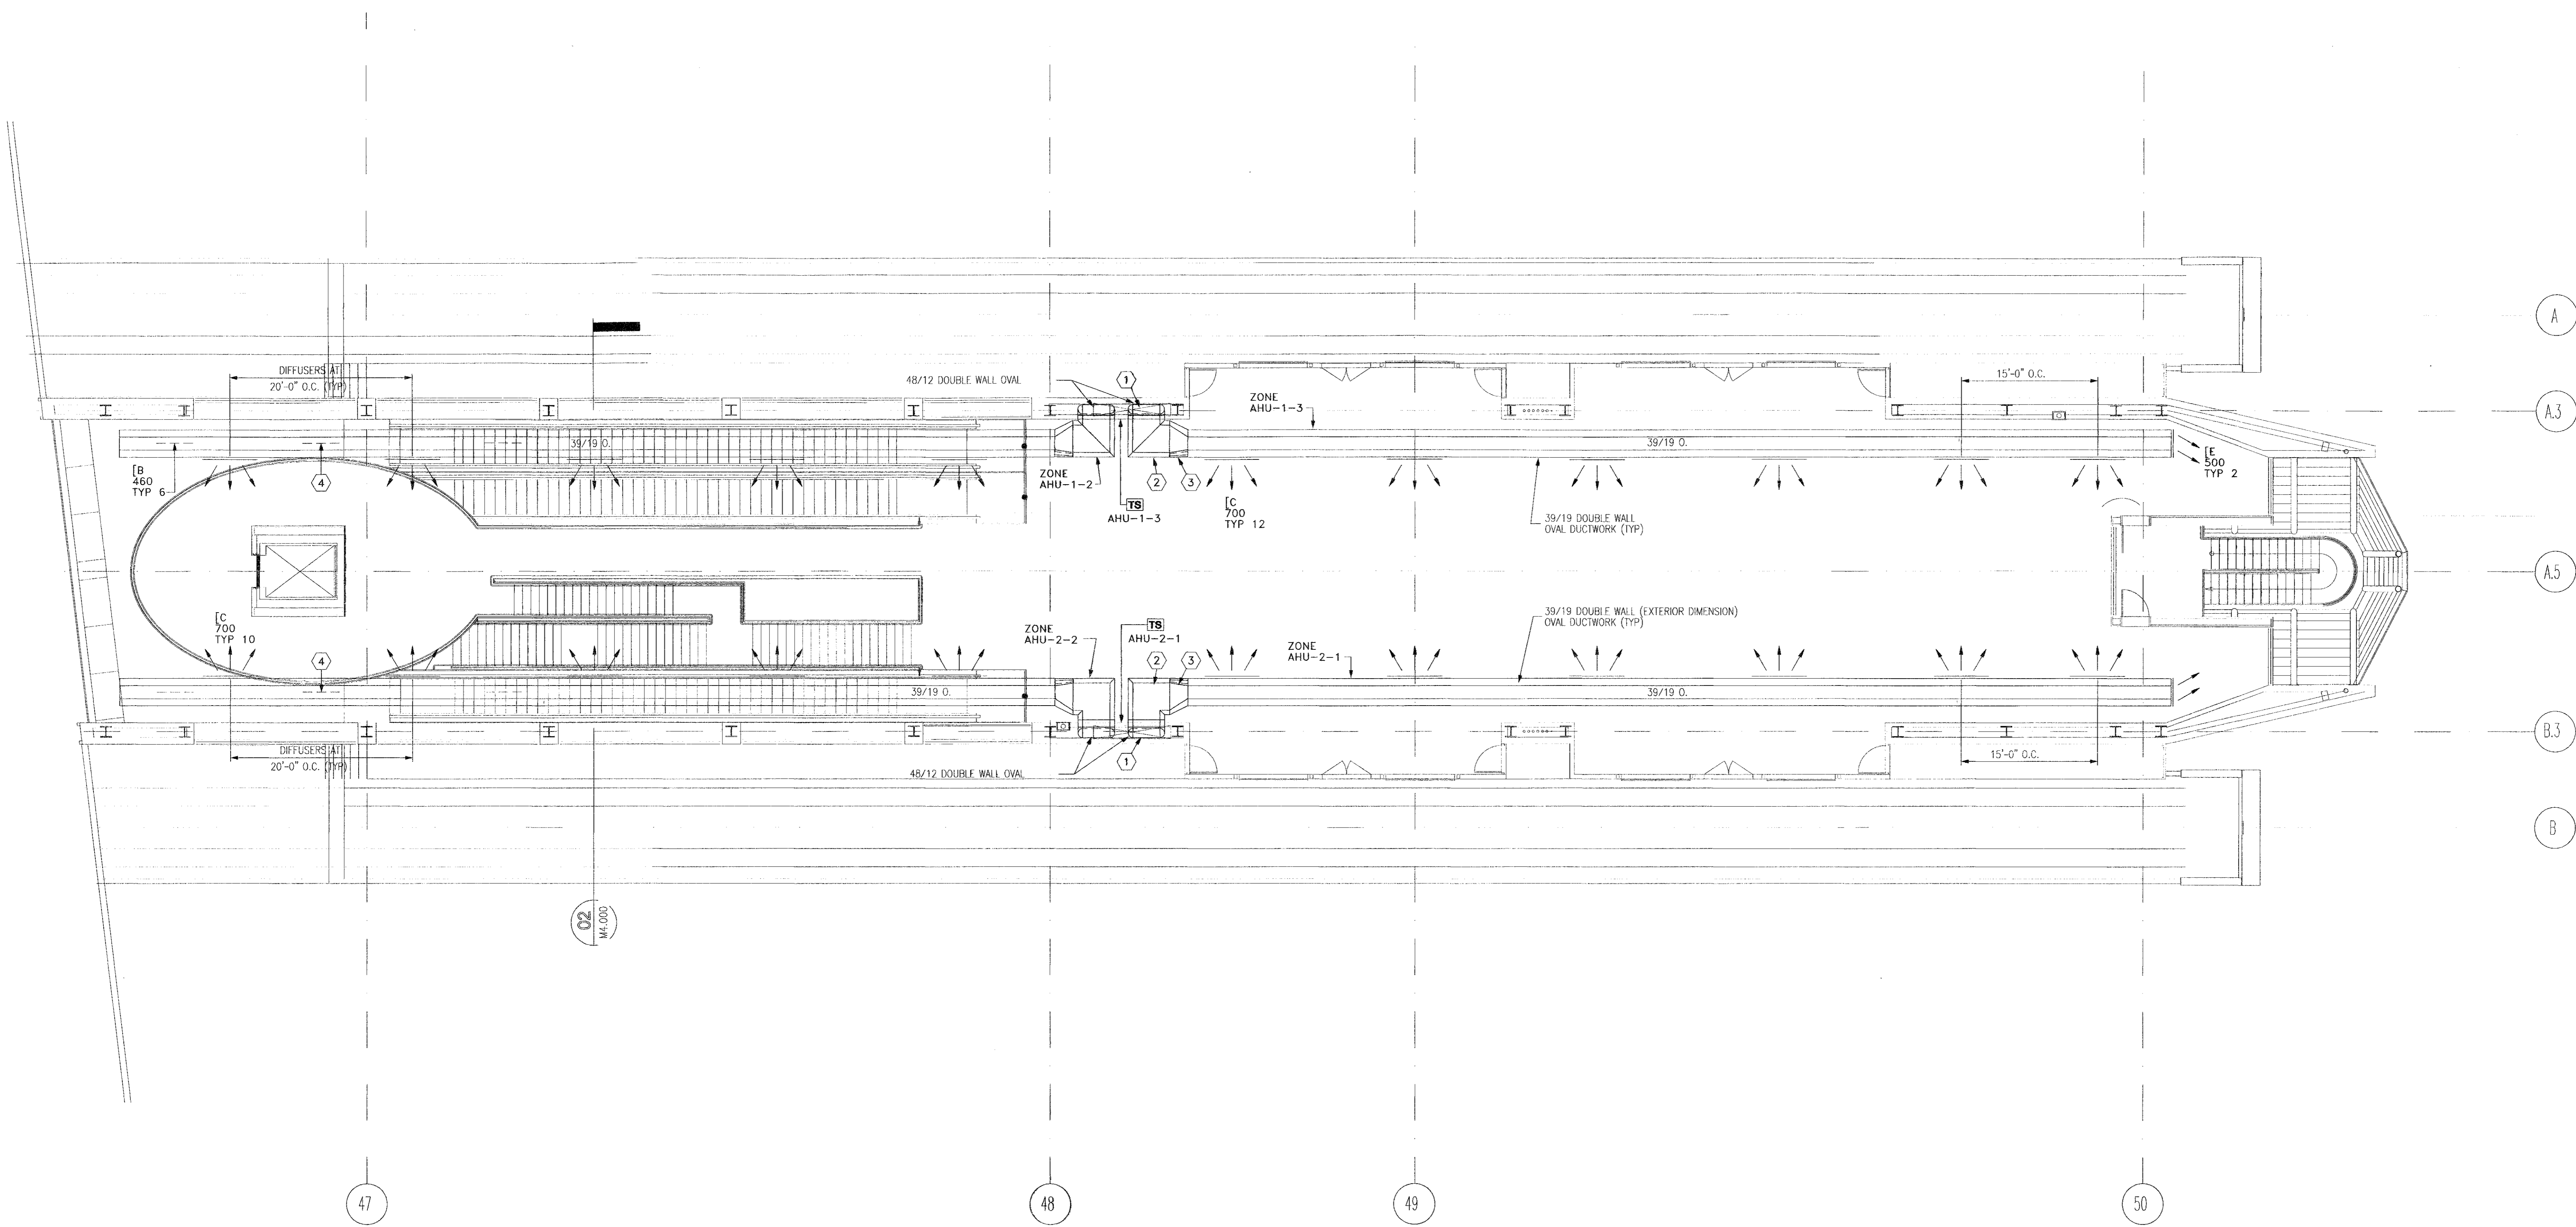 A
DIFFUSERS AT
20'-0" O.C. (TYP)
48/12 DOUBLE WALL OVAL
1
15'-0" O.C.
ZONE
AHU-1-3
A.3
39/19 O.
39/19 O.
[B
460
TYP 6
4
ZONE
AHU-1-2
2
3
TS
AHU-1-3
[C
700
TYP 12
[E
500
TYP 2
39/19 DOUBLE WALL
OVAL DUCTWORK (TYP)
A.5
[C
700
TYP 10
39/19 DOUBLE WALL (EXTERIOR DIMENSION)
OVAL DUCTWORK (TYP)
ZONE
AHU-2-2
TS
AHU-2-1
ZONE
AHU-2-1
4
2
3
39/19 O.
39/19 O.
B.3
DIFFUSERS AT
20'-0" O.C. (TYP)
48/12 DOUBLE WALL OVAL
1
15'-0" O.C.
B
02
M4.000
47
48
49
50